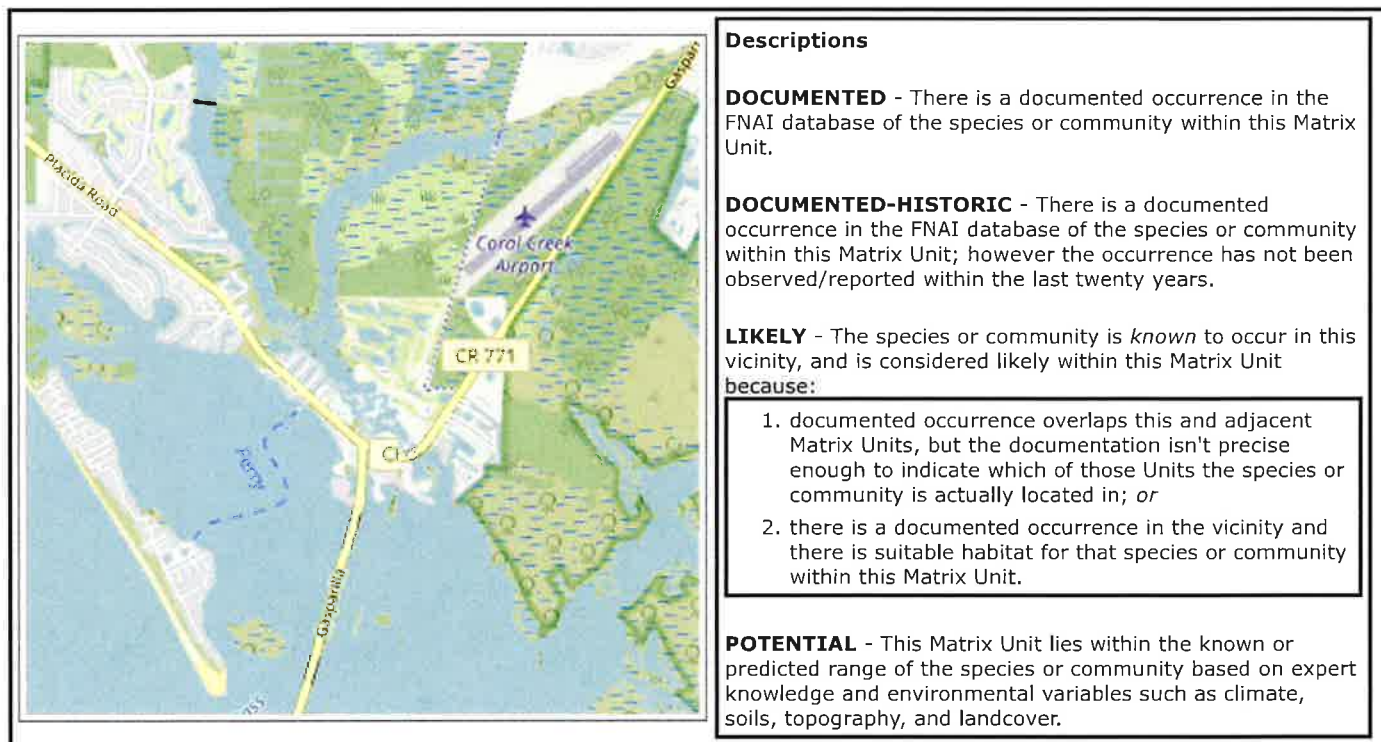 Placida Road
Gaspari
Coral Creek
Airport
CR 771
Ferry
Gasparilla
Descriptions
DOCUMENTED - There is a documented occurrence in the
FNAI database of the species or community within this Matrix
Unit.
DOCUMENTED-HISTORIC - There is a documented
occurrence in the FNAI database of the species or community
within this Matrix Unit; however the occurrence has not been
observed/reported within the last twenty years.
LIKELY - The species or community is known to occur in this
vicinity, and is considered likely within this Matrix Unit
because:
1. documented occurrence overlaps this and adjacent
Matrix Units, but the documentation isn't precise
enough to indicate which of those Units the species or
community is actually located in; or
2. there is a documented occurrence in the vicinity and
there is suitable habitat for that species or community
within this Matrix Unit.
POTENTIAL - This Matrix Unit lies within the known or
predicted range of the species or community based on expert
knowledge and environmental variables such as climate,
soils, topography, and landcover.